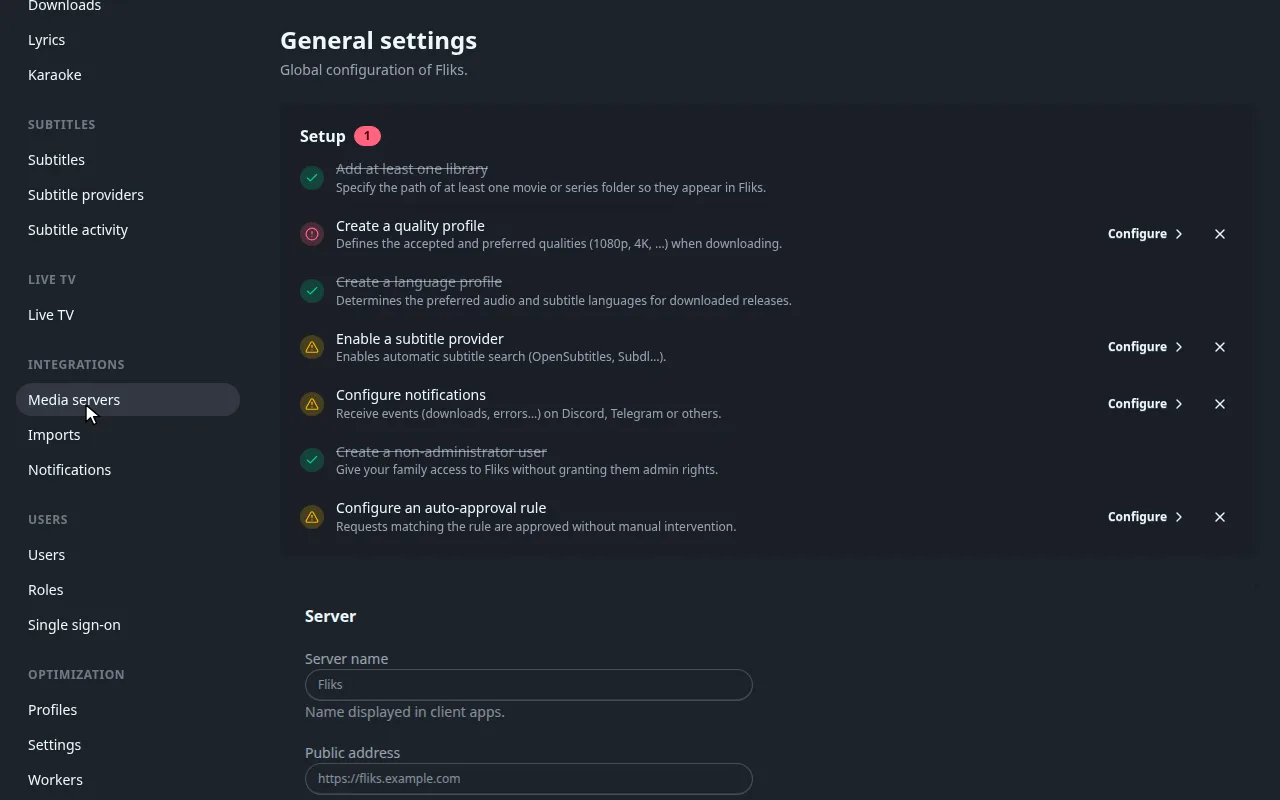 Downloads
Lyrics
Karaoke
SUBTITLES
Subtitles
Subtitle providers
Subtitle activity
LIVE TV
Live TV
INTEGRATIONS
Media servers
Imports
Notifications
USERS
Users
Roles
Single sign-on
OPTIMIZATION
Profiles
Settings
Workers
General settings
Global configuration of Fliks.
Setup 1
Add at least one library
Specify the path of at least one movie or series folder so they appear in Fliks.
Create a quality profile
Defines the accepted and preferred qualities (1080p, 4K, ...) when downloading.
Configure
Create a language profile
Determines the preferred audio and subtitle languages for downloaded releases.
Enable a subtitle provider
Enables automatic subtitle search (OpenSubtitles, Subdl...).
Configure
Configure notifications
Receive events (downloads, errors...) on Discord, Telegram or others.
Configure
Create a non-administrator user
Give your family access to Fliks without granting them admin rights.
Configure an auto-approval rule
Requests matching the rule are approved without manual intervention.
Configure
Server
Server name
Fliks
Name displayed in client apps.
Public address
https://fliks.example.com